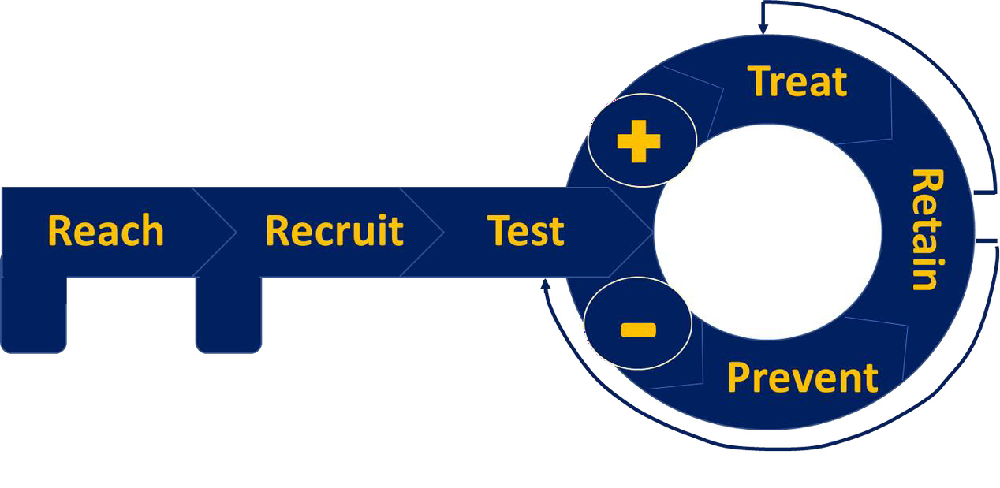 Reach
Recruit
Test
+
-
Treat
Retain
Prevent